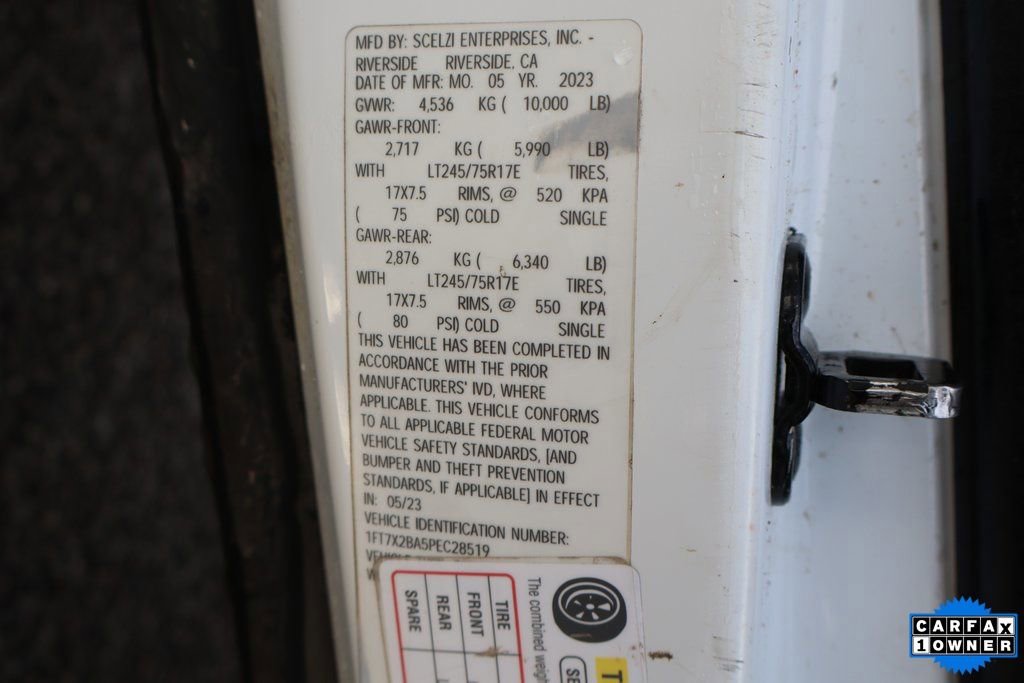 MFD BY: SCELZI ENTERPRISES, INC. -
RIVERSIDE RIVERSIDE, CA
DATE OF MFR: MO. 05 YR. 2023
GVWR: 4,536 KG ( 10,000 LB)
GAWR-FRONT:
2,717 KG ( 5,990 LB)
WITH LT245/75R17E TIRES,
17X7.5 RIMS, @ 520 KPA
( 75 PSI) COLD SINGLE
GAWR-REAR:
2,876 KG ( 6,340 LB)
WITH LT245/75R17E TIRES,
17X7.5 RIMS, @ 550 KPA
( 80 PSI) COLD SINGLE
THIS VEHICLE HAS BEEN COMPLETED IN
ACCORDANCE WITH THE PRIOR
MANUFACTURERS' IVD, WHERE
APPLICABLE. THIS VEHICLE CONFORMS
TO ALL APPLICABLE FEDERAL MOTOR
VEHICLE SAFETY STANDARDS, [AND
BUMPER AND THEFT PREVENTION
STANDARDS, IF APPLICABLE] IN EFFECT
IN: 05/23
VEHICLE IDENTIFICATION NUMBER:
1FT7X2BA5PEC28519
The combined
TIRE
FRONT
REAR
SPARE
CARFAX
1 OWNER